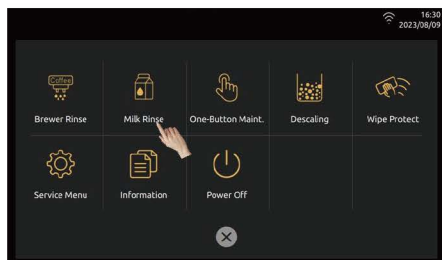 16:30
2023/08/09
Coffee
Brewer Rinse
Milk Rinse
One-Button Maint.
Descaling
Wipe Protect
Service Menu
Information
Power Off